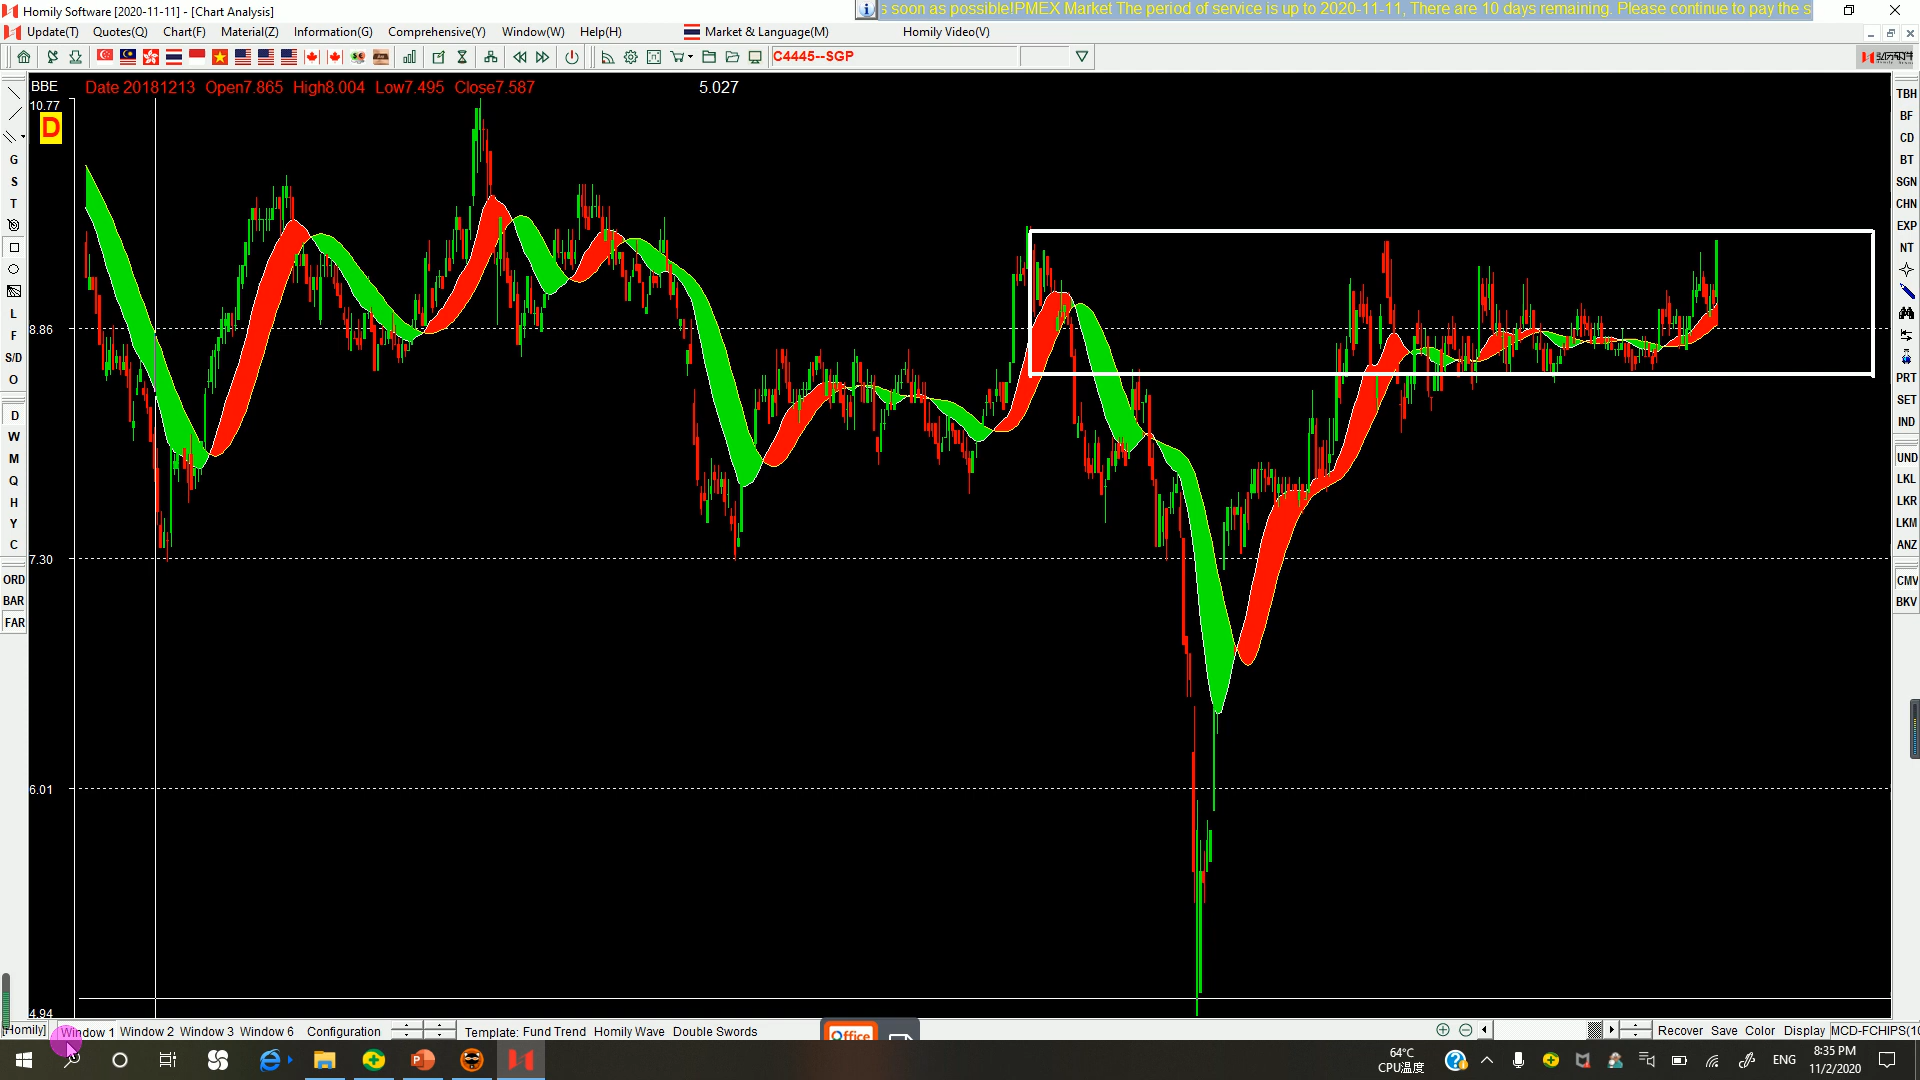 Homily Software [2020-11-11] - [Chart Analysis]
s soon as possible!PMEX Market The period of service is up to 2020-11-11, There are 10 days remaining. Please continue to pay the s
Update(T) Quotes(Q) Chart(F) Material(Z) Information(G) Comprehensive(Y) Window(W) Help(H) Market & Language(M) Homily Video(V)
C4445--SGP
BBE Date 20181213 Open7.865 High8.004 Low7.495 Close7.587 5.027
10.77
D
8.86
7.30
6.01
4.94
G
S
T
L
F
S/D
O
D
W
M
Q
H
Y
C
ORD
BAR
FAR
TBH
BF
CD
BT
SGN
CHN
EXP
NT
PRT
SET
IND
UND
LKL
LKR
LKM
ANZ
CMV
BKV
[Homily] Window 1 Window 2 Window 3 Window 6 Configuration Template: Fund Trend Homily Wave Double Swords Office Recover Save Color Display MCD-FCHIPS(10
64℃
CPU温度
ENG
8:35 PM
11/2/2020